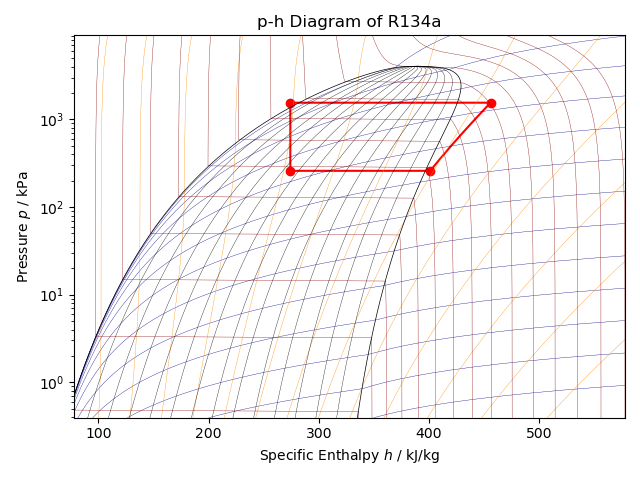 p-h Diagram of R134a
Pressure p / kPa
10³
10²
10¹
10⁰
100 200 300 400 500
Specific Enthalpy h / kJ/kg